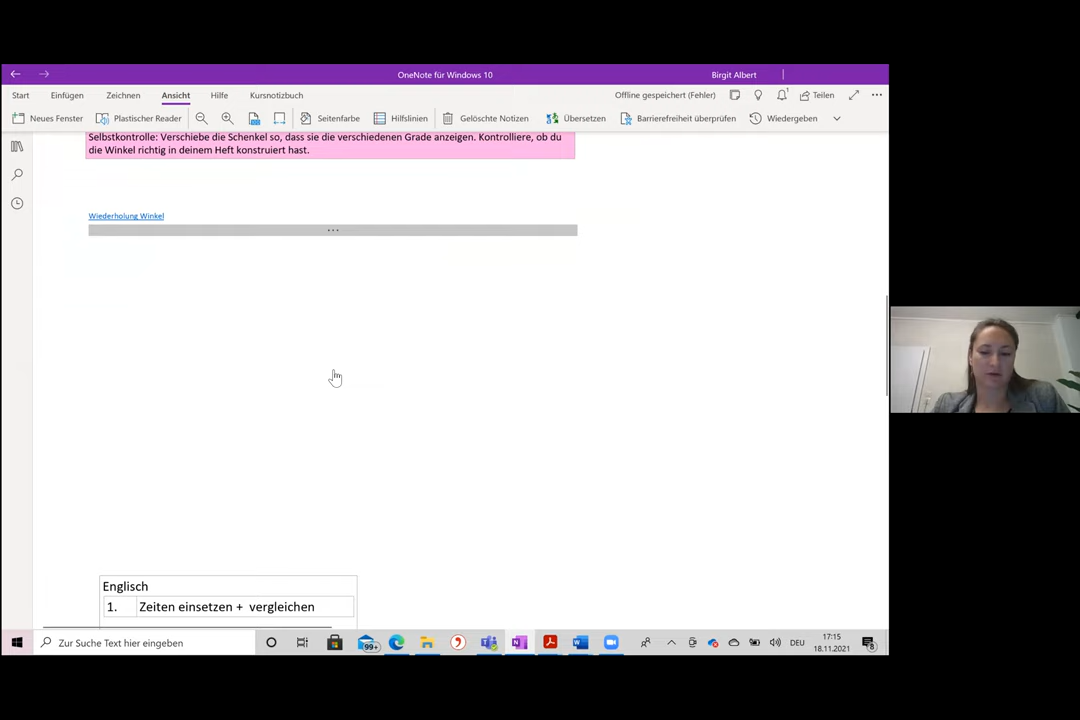 OneNote für Windows 10
Birgit Albert
Start Einfügen Zeichnen Ansicht Hilfe Kursnotizbuch Offline gespeichert (Fehler) 1 Teilen
Neues Fenster Plastischer Reader Seitenfarbe Hilfslinien Gelöschte Notizen Übersetzen Barrierefreiheit überprüfen Wiedergeben
Selbstkontrolle: Verschiebe die Schenkel so, dass sie die verschiedenen Grade anzeigen. Kontrolliere, ob du
die Winkel richtig in deinem Heft konstruiert hast.
Wiederholung Winkel
Englisch
1. Zeiten einsetzen + vergleichen
Zur Suche Text hier eingeben
99+
DEU
17:15
18.11.2021
8